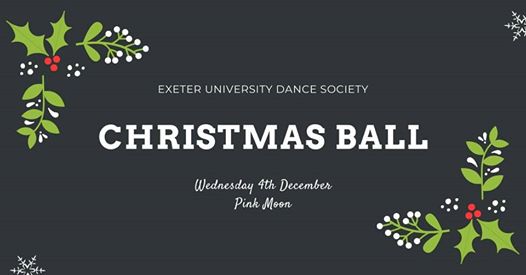 EXETER UNIVERSITY DANCE SOCIETY
CHRISTMAS BALL
Wednesday 4th December
Pink Moon